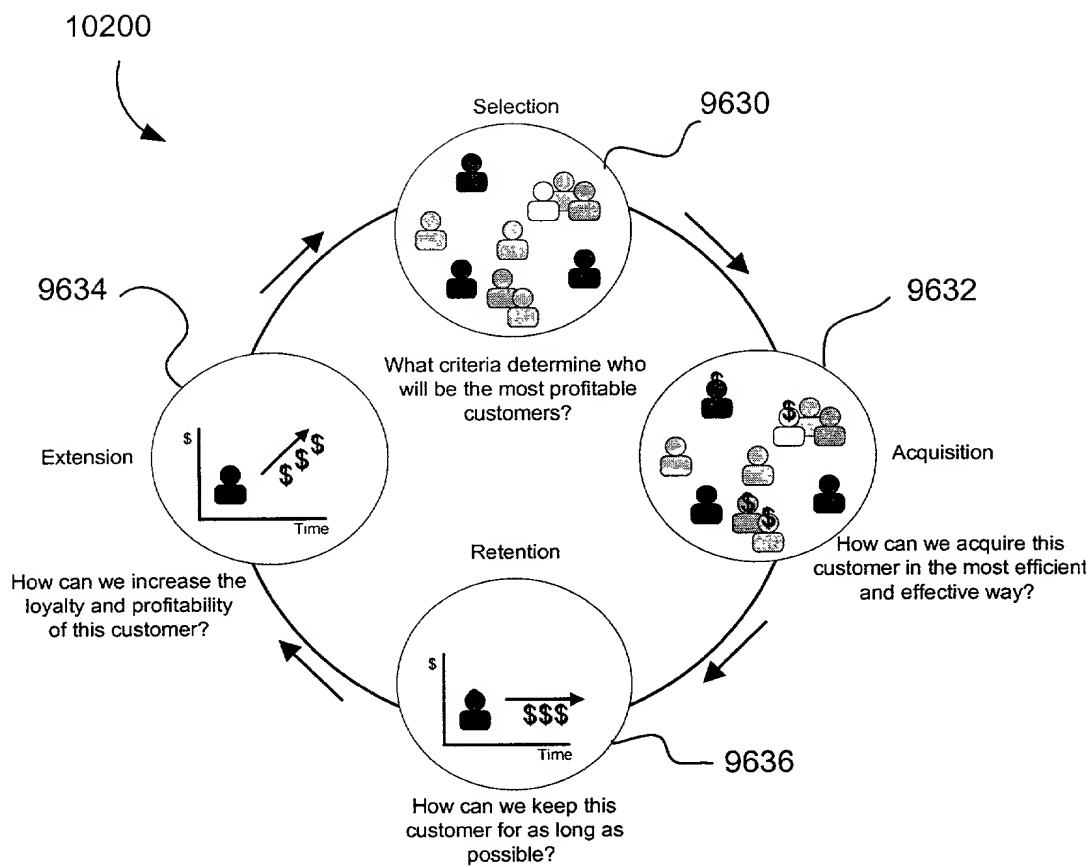 10200
Selection
9630
9634
9632
What criteria determine who
will be the most profitable
customers?
$
$
$
$
Time
Extension
$
$
$
$
Acquisition
How can we increase the
loyalty and profitability
of this customer?
Retention
How can we acquire this
customer in the most efficient
and effective way?
$
$$$
Time
9636
How can we keep this
customer for as long as
possible?